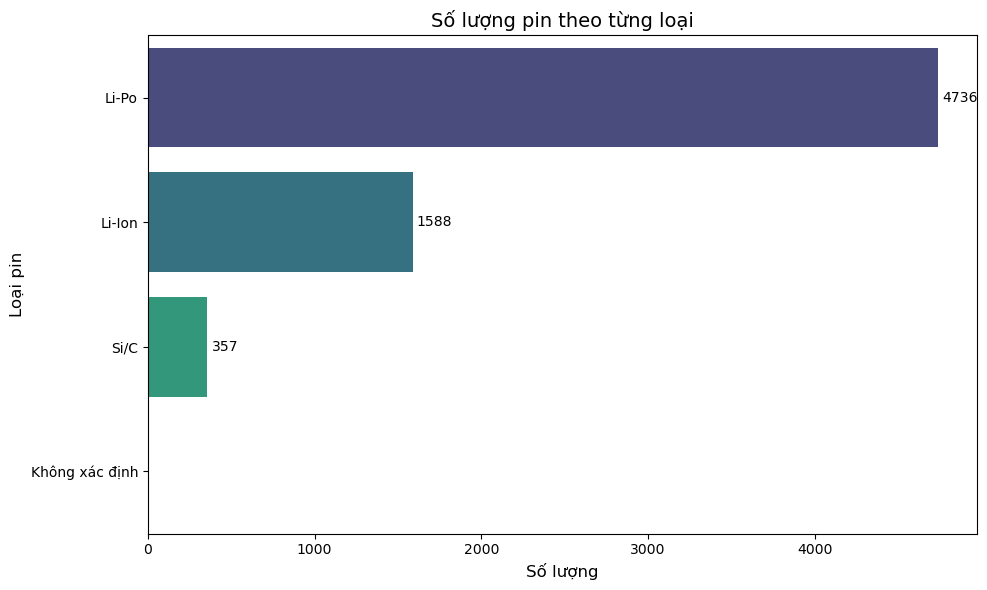 Số lượng pin theo từng loại
Loại pin
Li-Po
4736
Li-Ion
1588
Si/C
357
Không xác định
0
1000
2000
3000
4000
Số lượng